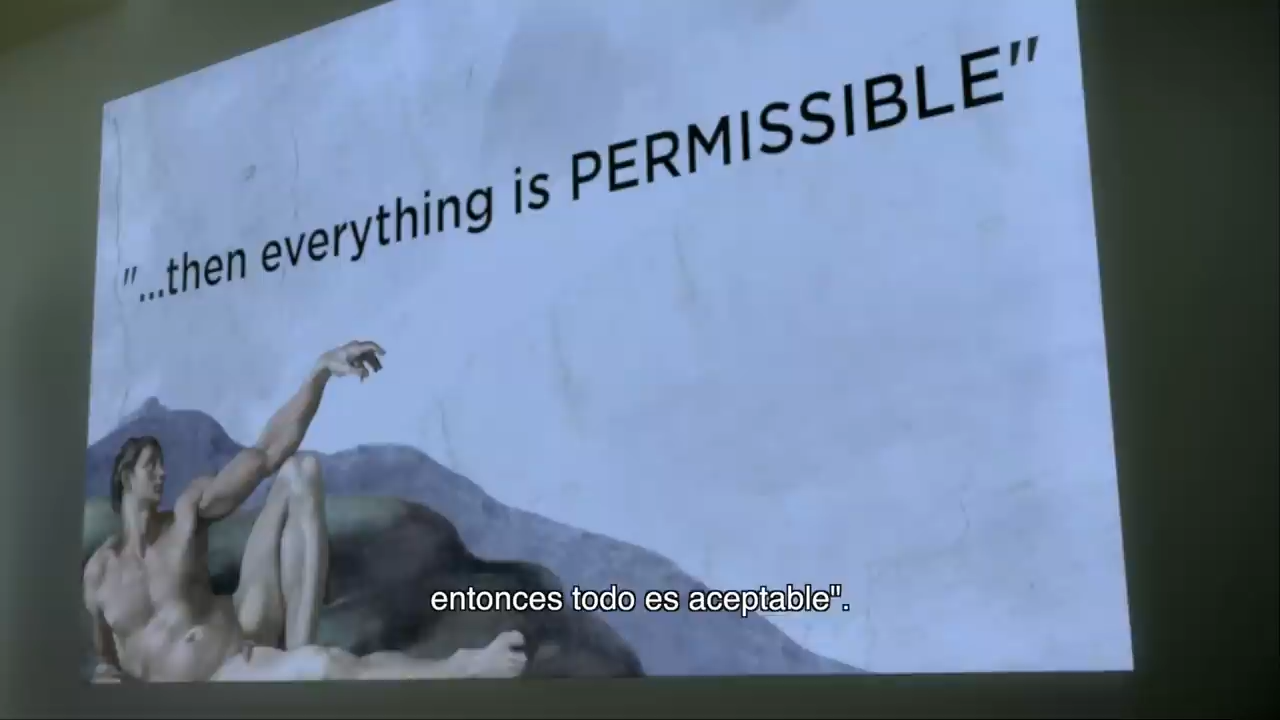 "...then everything is PERMISSIBLE"
entonces todo es aceptable".